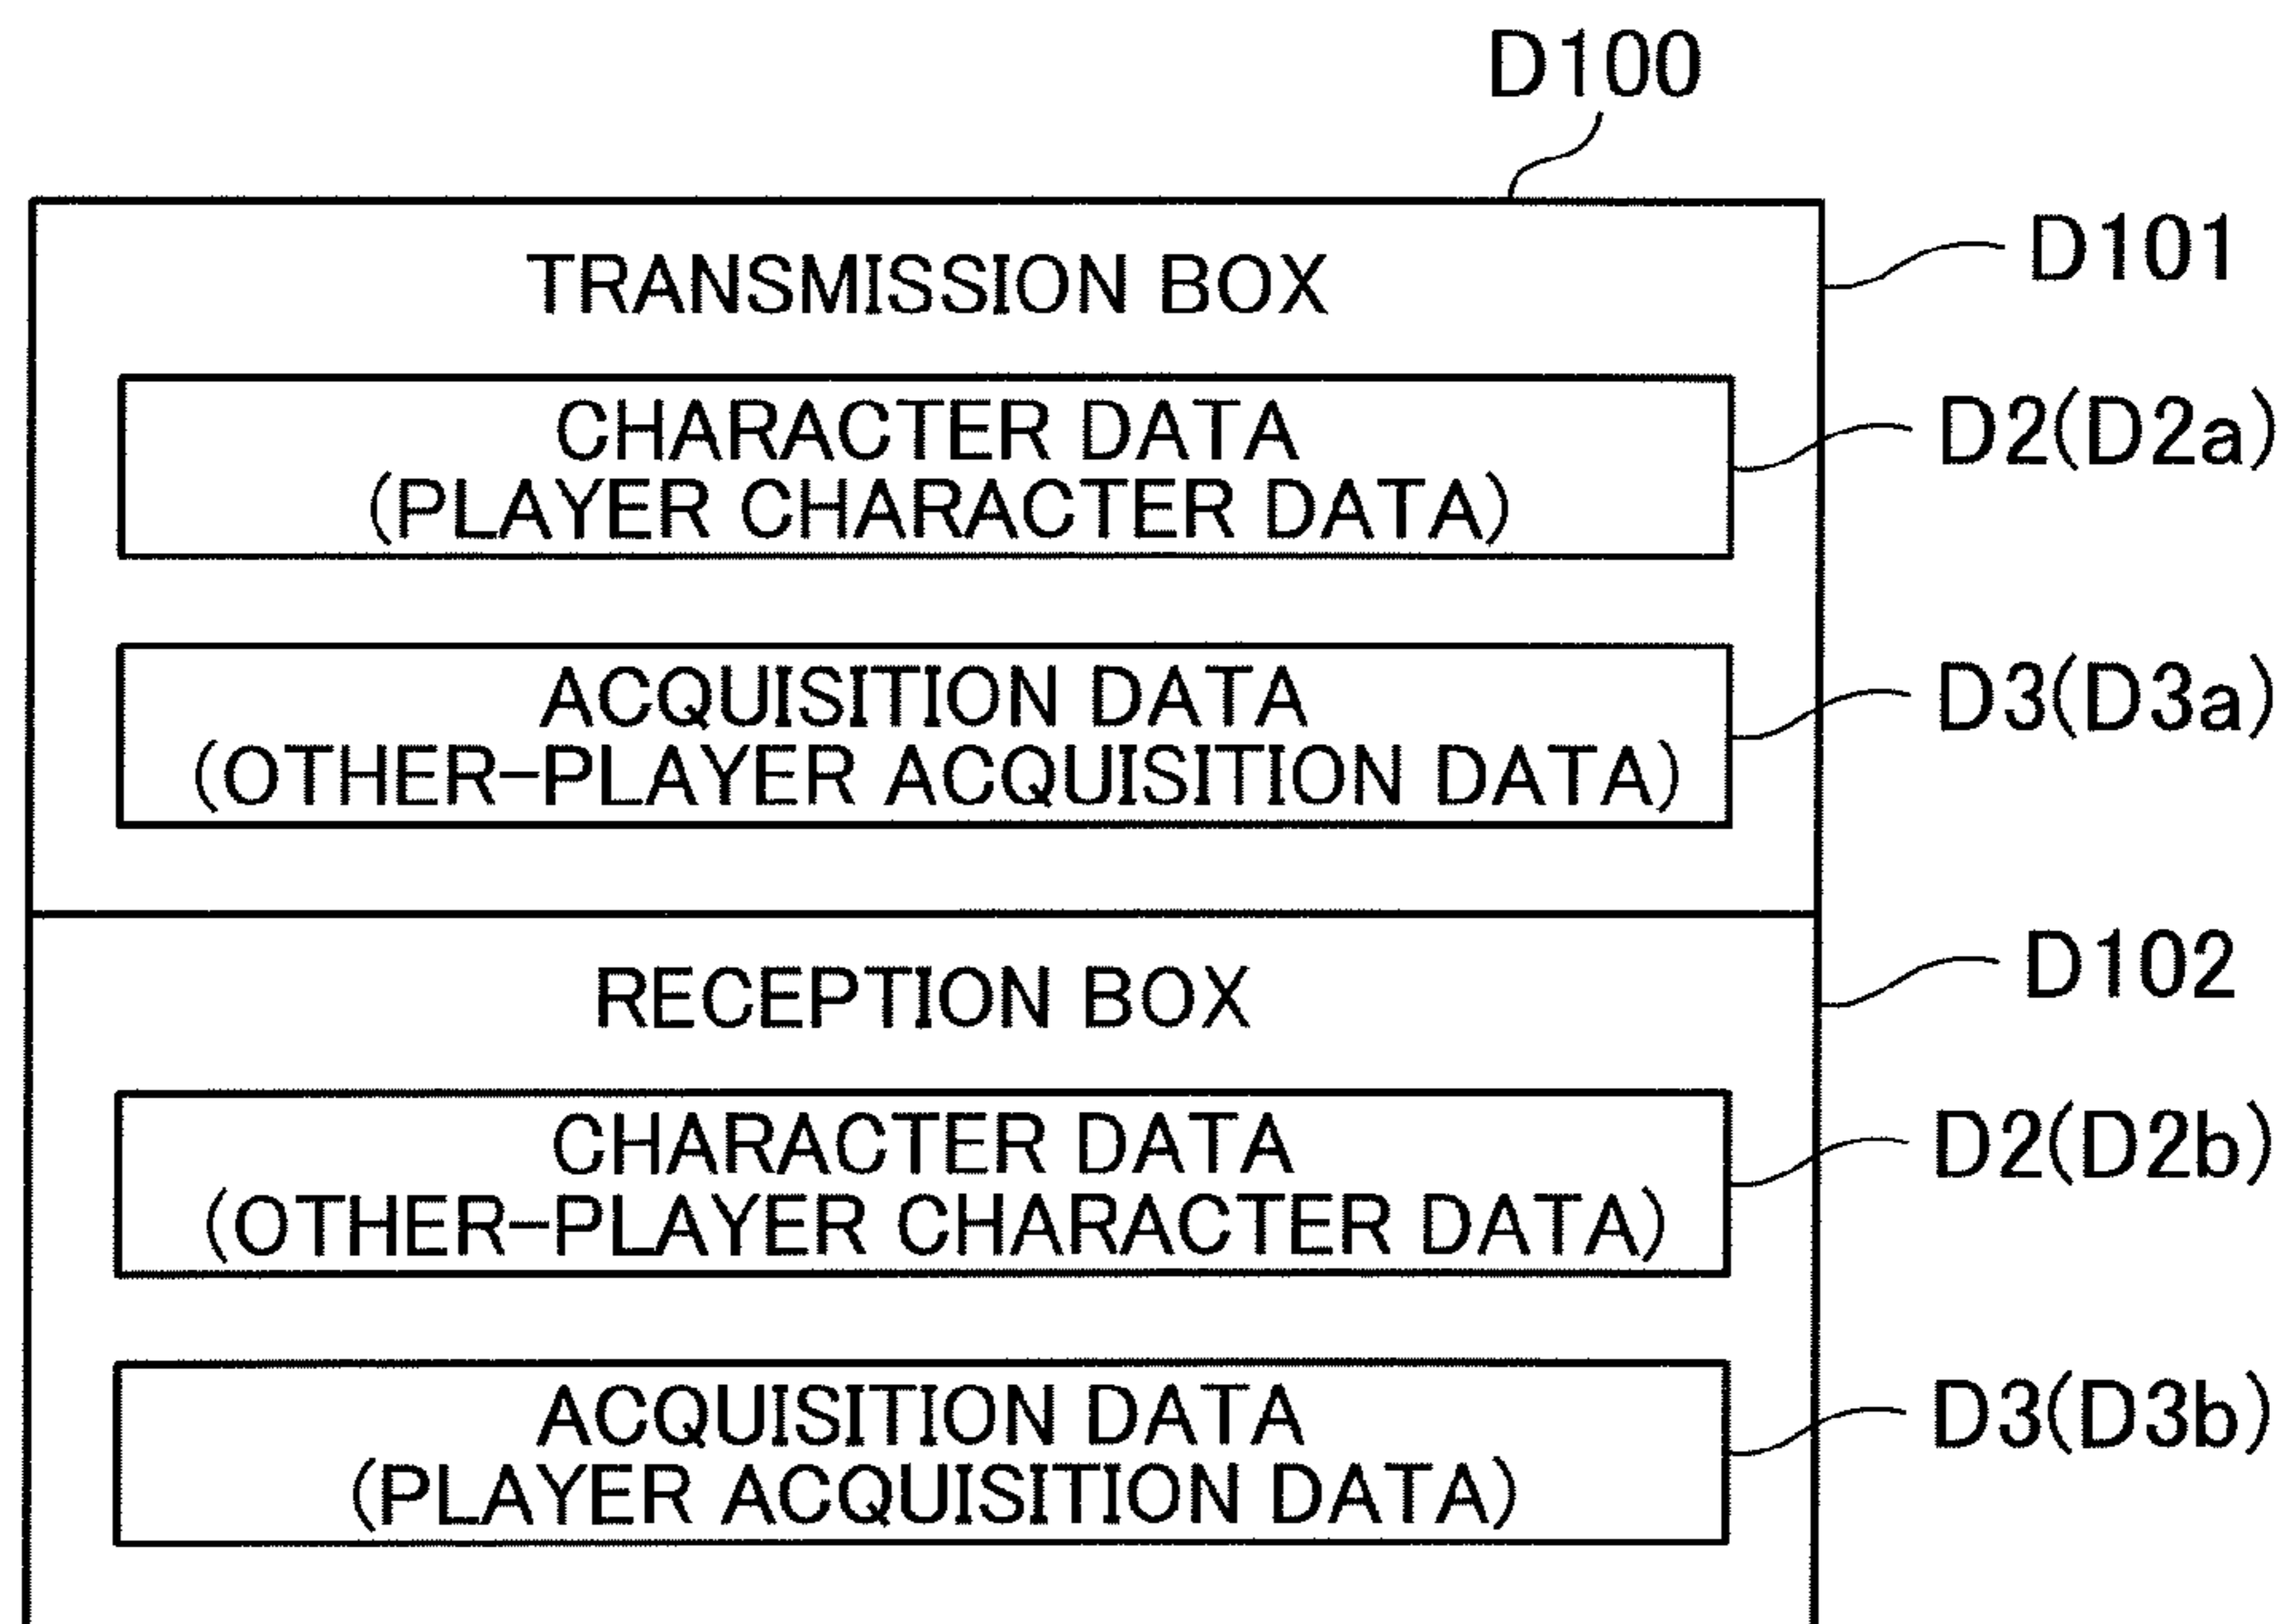 D100
TRANSMISSION BOX
D101
CHARACTER DATA
(PLAYER CHARACTER DATA)
D2(D2a)
ACQUISITION DATA
(OTHER-PLAYER ACQUISITION DATA)
D3(D3a)
RECEPTION BOX
D102
CHARACTER DATA
(OTHER-PLAYER CHARACTER DATA)
D2(D2b)
ACQUISITION DATA
(PLAYER ACQUISITION DATA)
D3(D3b)